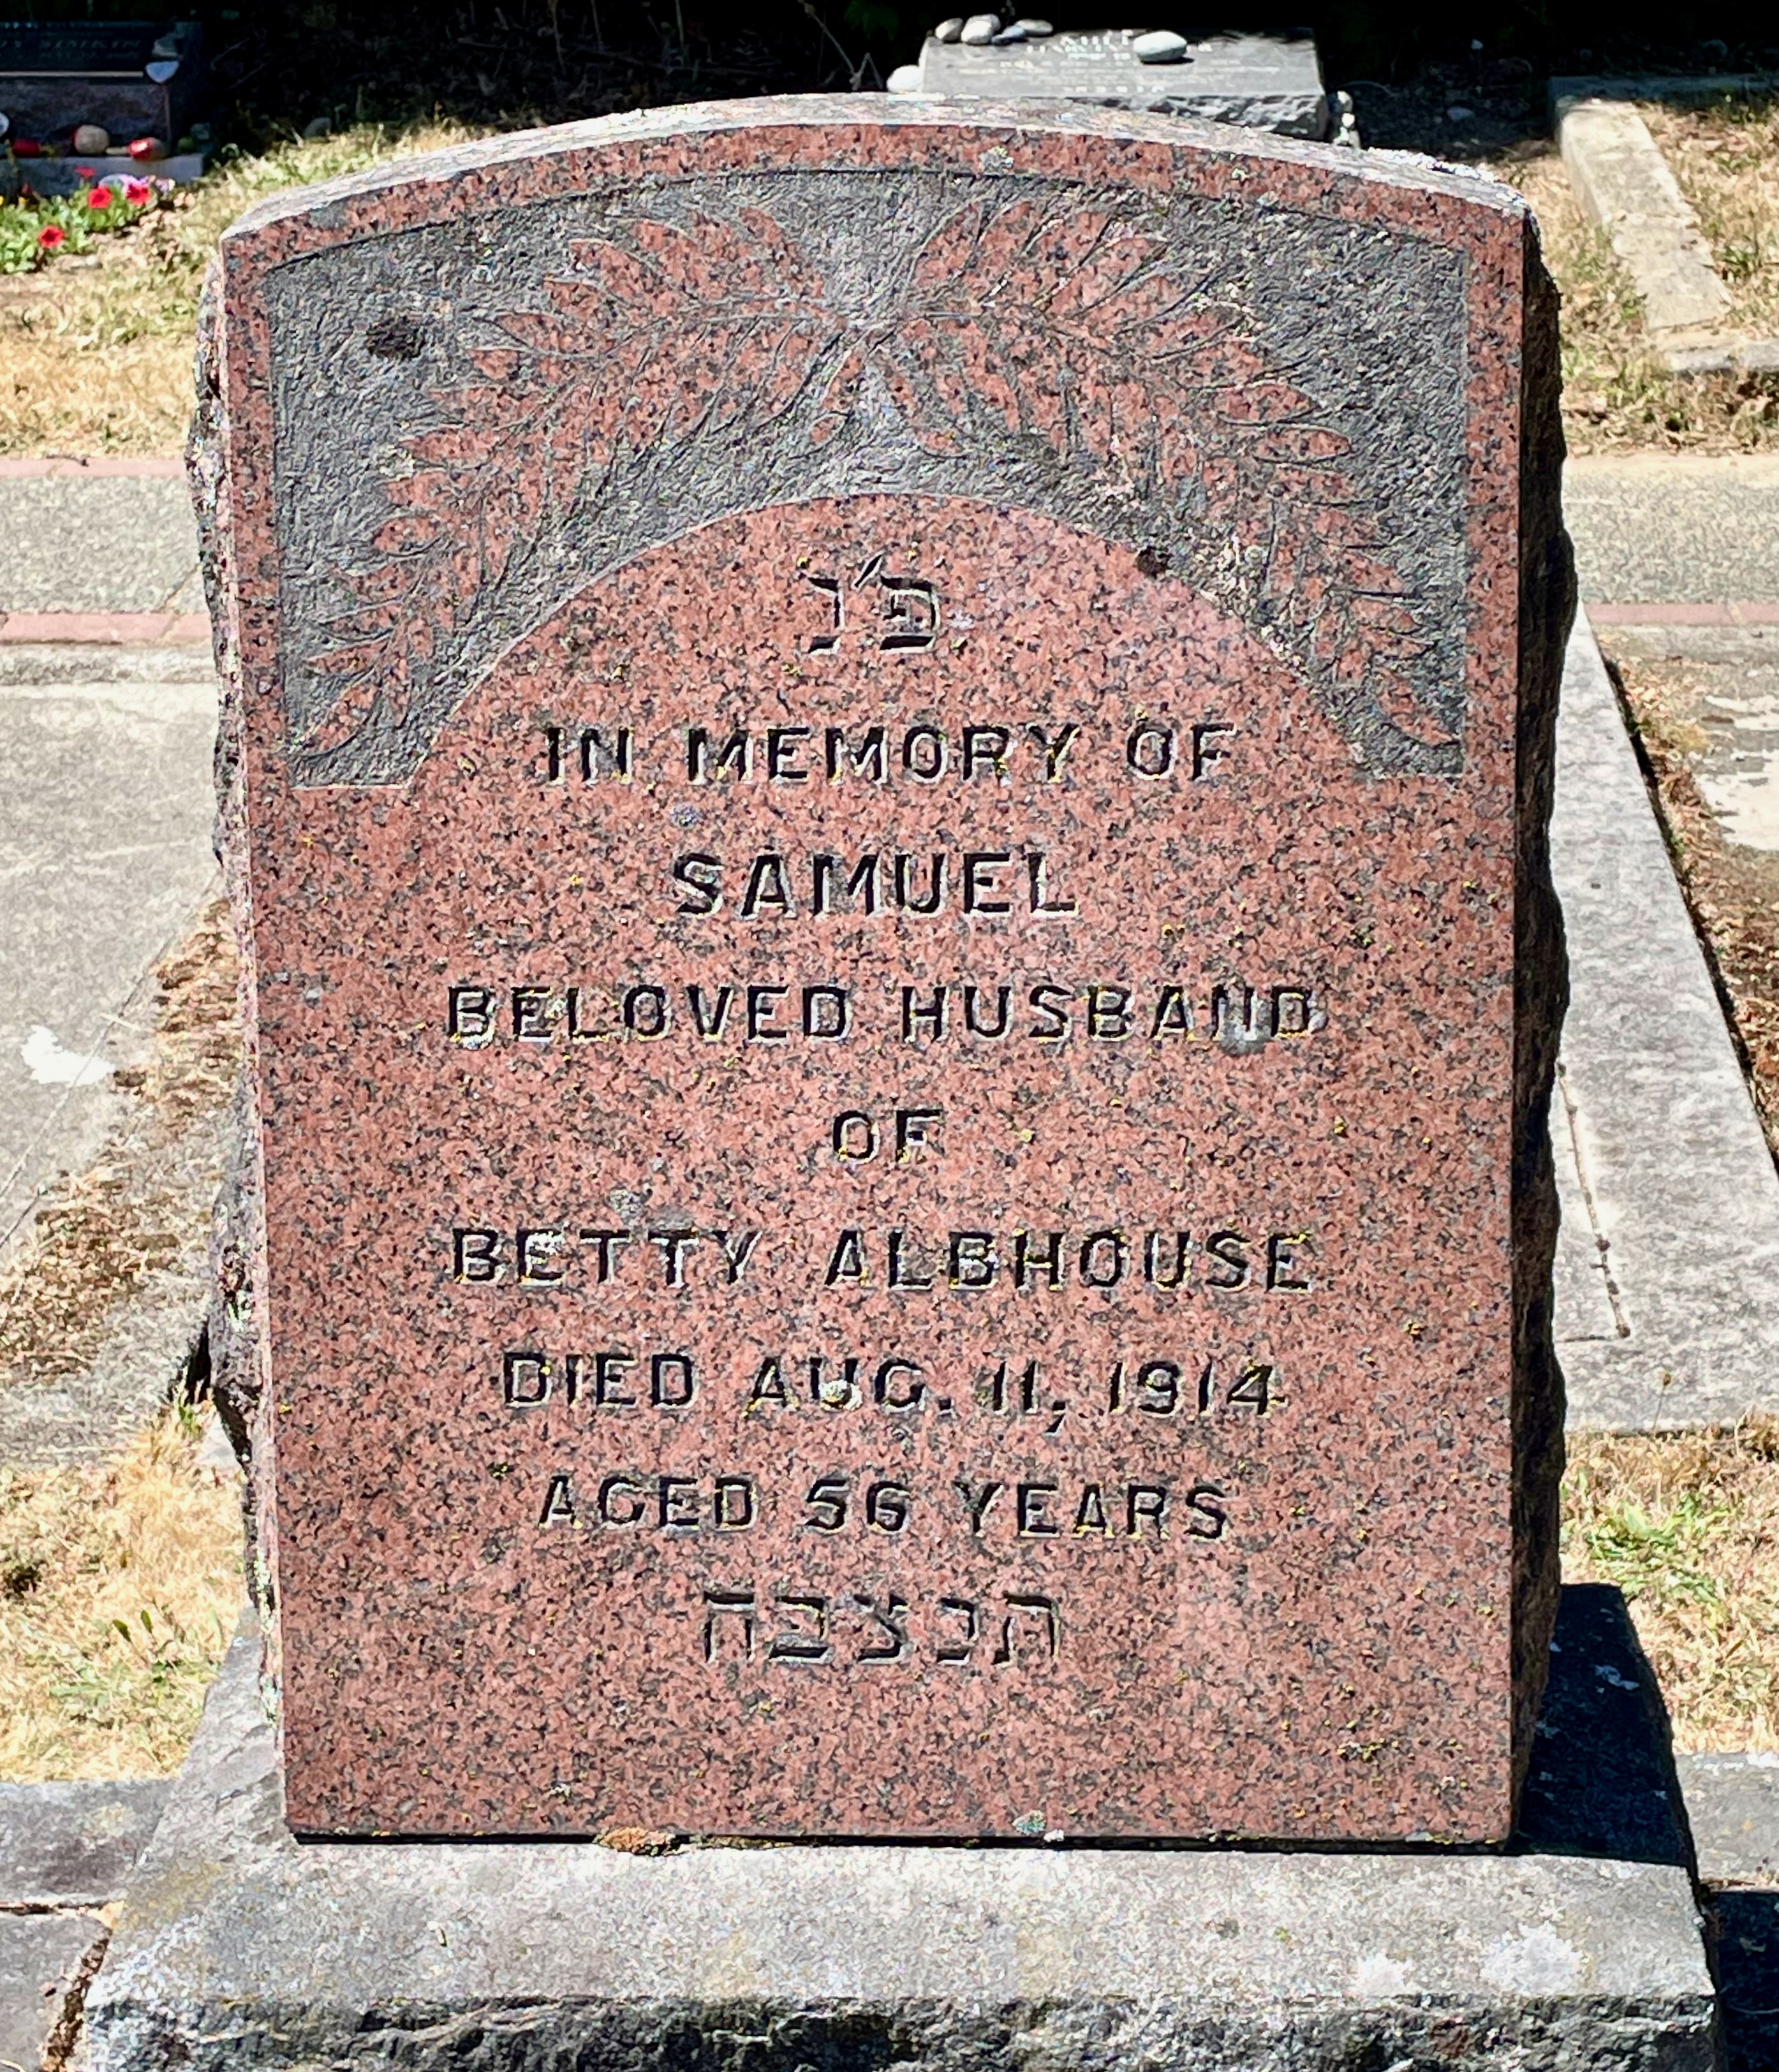 פ'נ
IN MEMORY OF
SAMUEL
BELOVED HUSBAND
OF
BETTY ALBHOUSE
DIED AUG. 11, 1914
AGED 56 YEARS
תנצבה